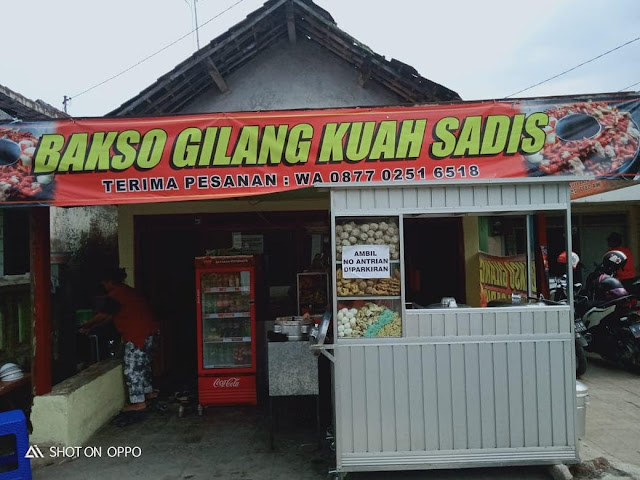 BAKSO GILANG KUAH SADIS
TERIMA PESANAN : WA 0877 0251 6518
AMBIL
NO ANTRIAN
DIPARKIRAN
Coca-Cola
SHOT ON OPPO